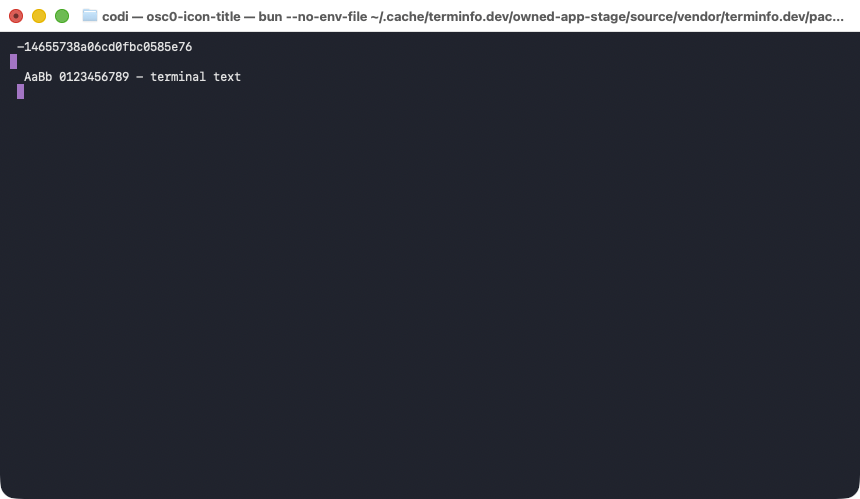 codi — osc0-icon-title — bun --no-env-file ~/.cache/terminfo.dev/owned-app-stage/source/vendor/terminfo.dev/pac...
-14655738a06cd0fbc0585e76
AaBb 0123456789 — terminal text